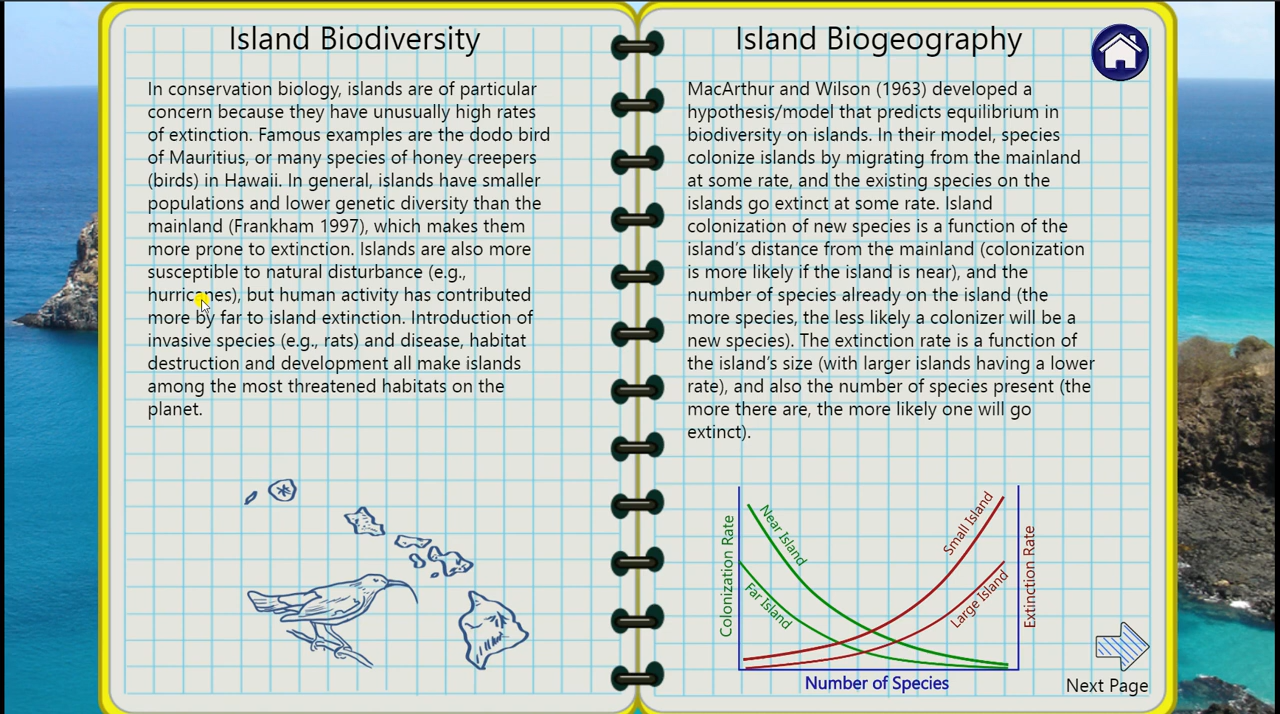 Island Biodiversity
In conservation biology, islands are of particular
concern because they have unusually high rates
of extinction. Famous examples are the dodo bird
of Mauritius, or many species of honey creepers
(birds) in Hawaii. In general, islands have smaller
populations and lower genetic diversity than the
mainland (Frankham 1997), which makes them
more prone to extinction. Islands are also more
susceptible to natural disturbance (e.g.,
hurricanes), but human activity has contributed
more by far to island extinction. Introduction of
invasive species (e.g., rats) and disease, habitat
destruction and development all make islands
among the most threatened habitats on the
planet.
Island Biogeography
MacArthur and Wilson (1963) developed a
hypothesis/model that predicts equilibrium in
biodiversity on islands. In their model, species
colonize islands by migrating from the mainland
at some rate, and the existing species on the
islands go extinct at some rate. Island
colonization of new species is a function of the
island's distance from the mainland (colonization
is more likely if the island is near), and the
number of species already on the island (the
more species, the less likely a colonizer will be a
new species). The extinction rate is a function of
the island's size (with larger islands having a lower
rate), and also the number of species present (the
more there are, the more likely one will go
extinct).
Colonization Rate
Near Island
Far Island
Small Island
Large Island
Extinction Rate
Number of Species
Next Page